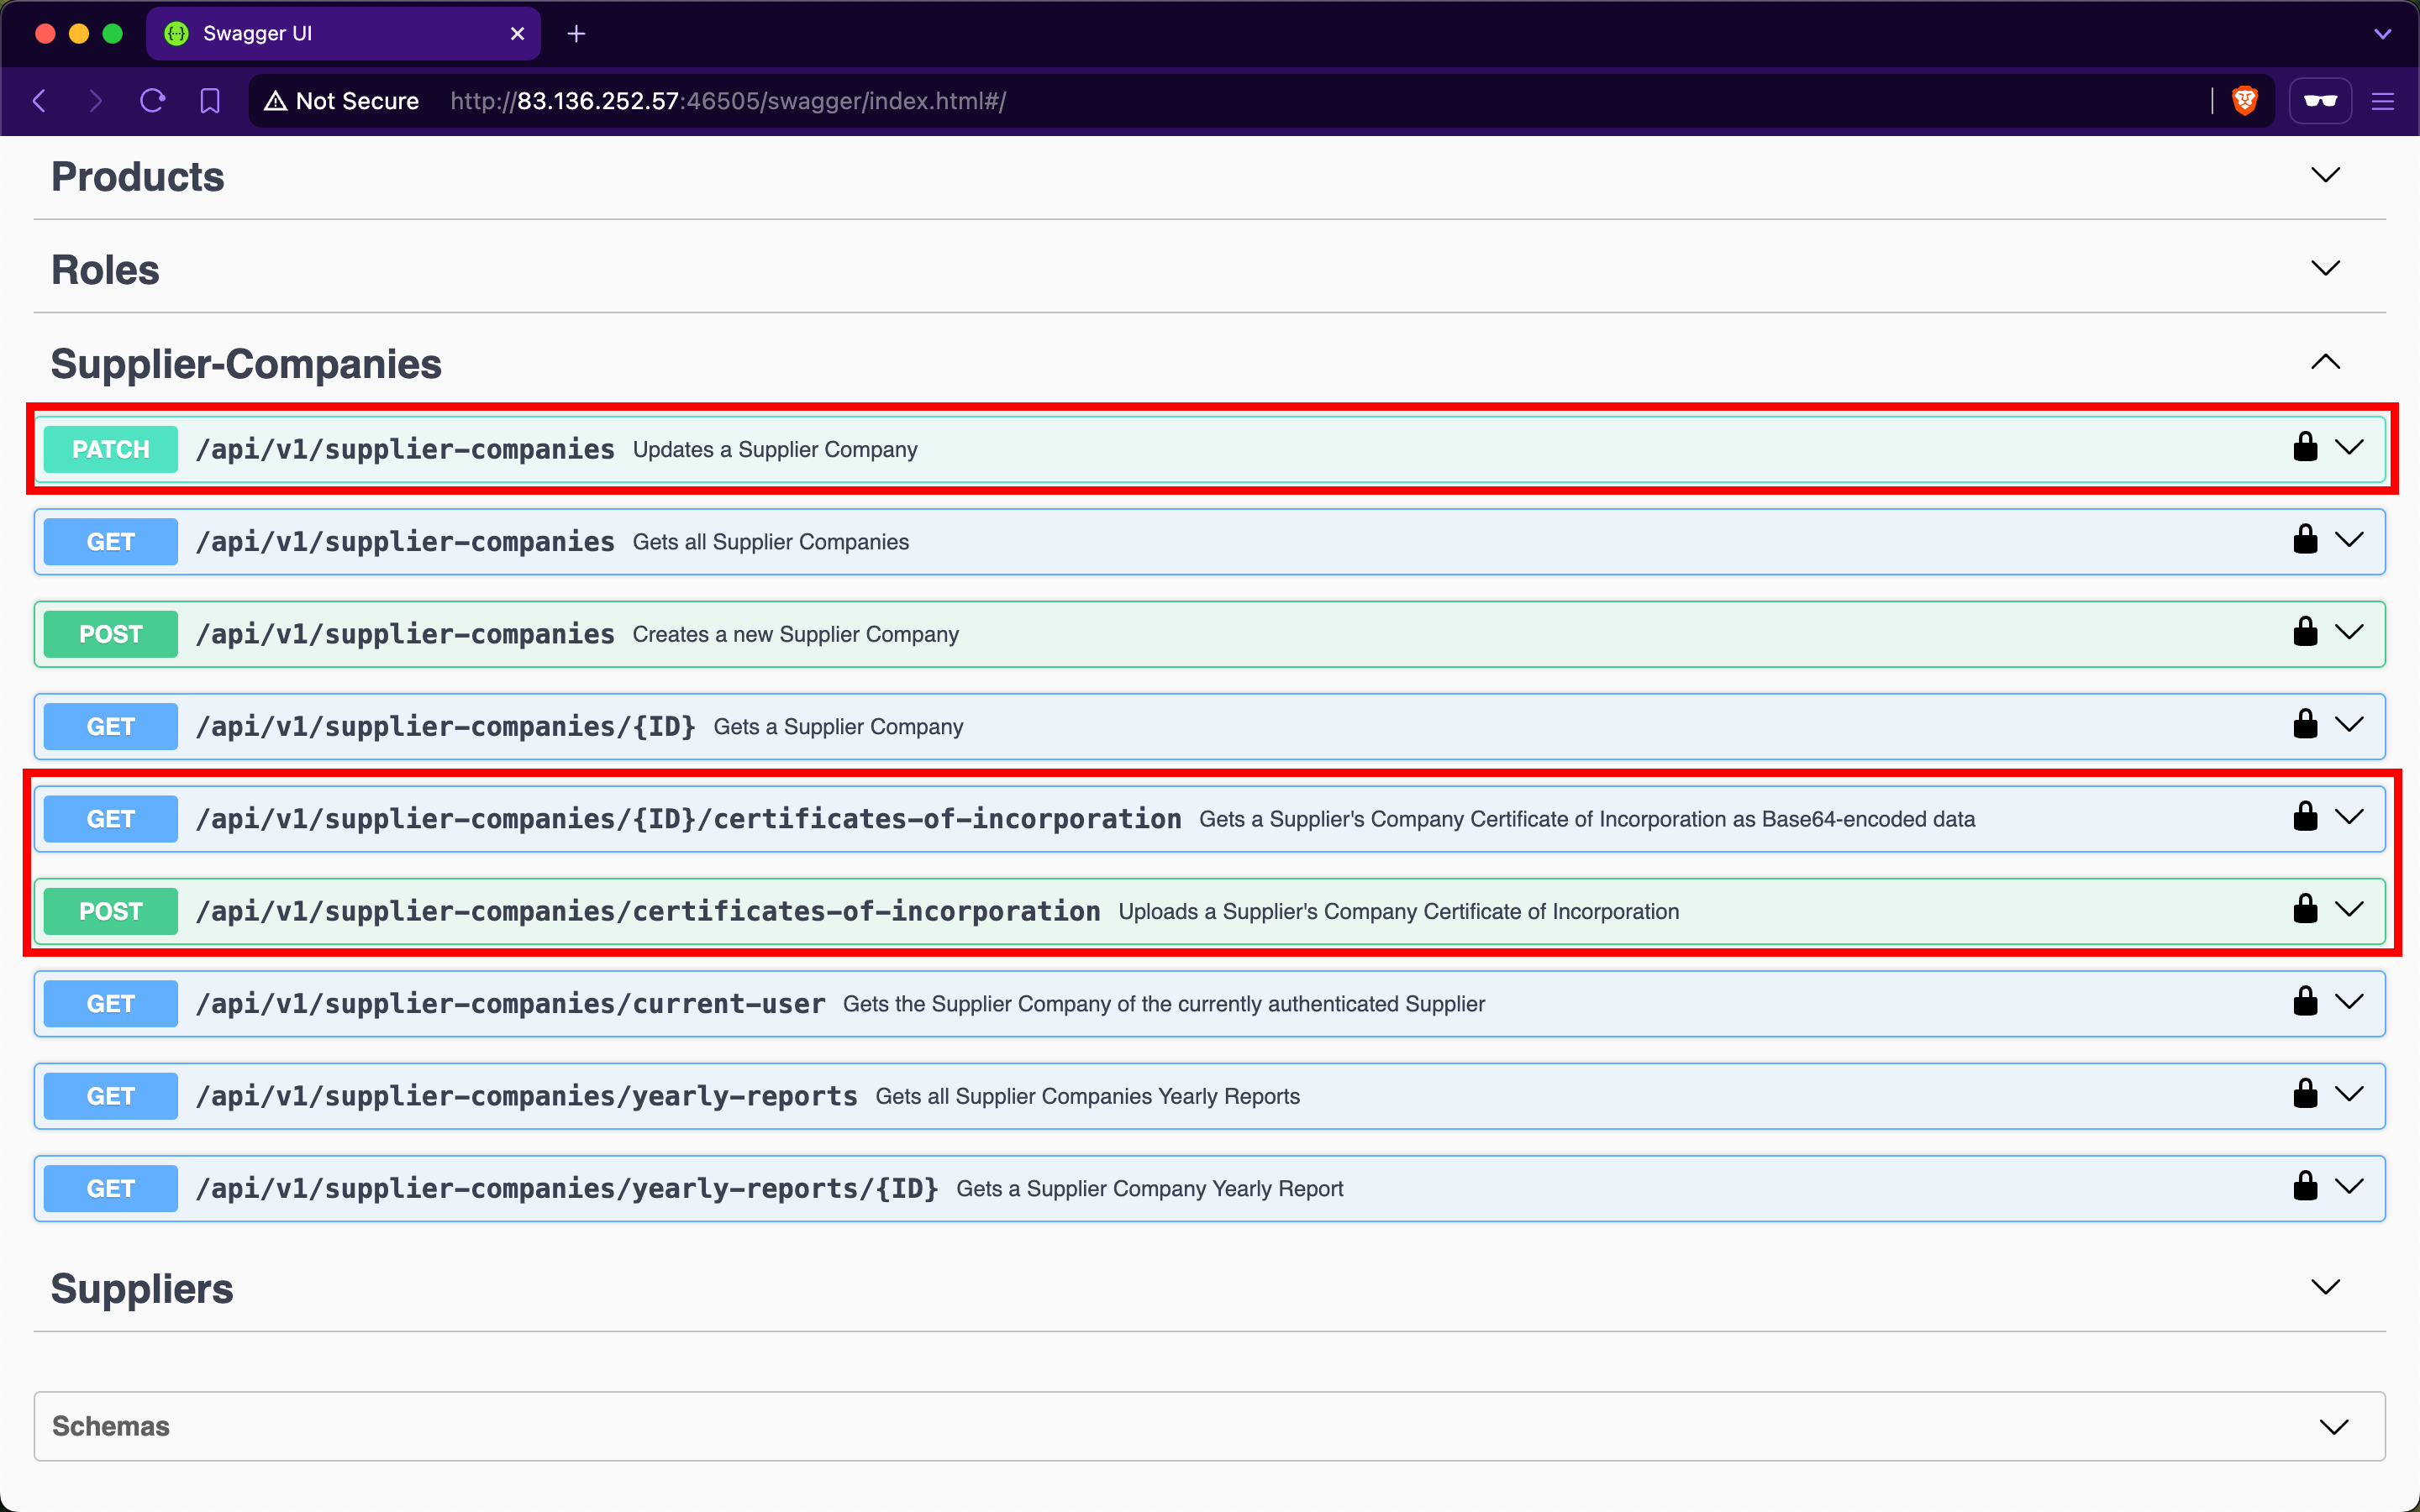 Swagger UI
Not Secure http://83.136.252.57:46505/swagger/index.html#/
Products
Roles
Supplier-Companies
PATCH /api/v1/supplier-companies Updates a Supplier Company
GET /api/v1/supplier-companies Gets all Supplier Companies
POST /api/v1/supplier-companies Creates a new Supplier Company
GET /api/v1/supplier-companies/{ID} Gets a Supplier Company
GET /api/v1/supplier-companies/{ID}/certificates-of-incorporation Gets a Supplier's Company Certificate of Incorporation as Base64-encoded data
POST /api/v1/supplier-companies/certificates-of-incorporation Uploads a Supplier's Company Certificate of Incorporation
GET /api/v1/supplier-companies/current-user Gets the Supplier Company of the currently authenticated Supplier
GET /api/v1/supplier-companies/yearly-reports Gets all Supplier Companies Yearly Reports
GET /api/v1/supplier-companies/yearly-reports/{ID} Gets a Supplier Company Yearly Report
Suppliers
Schemas